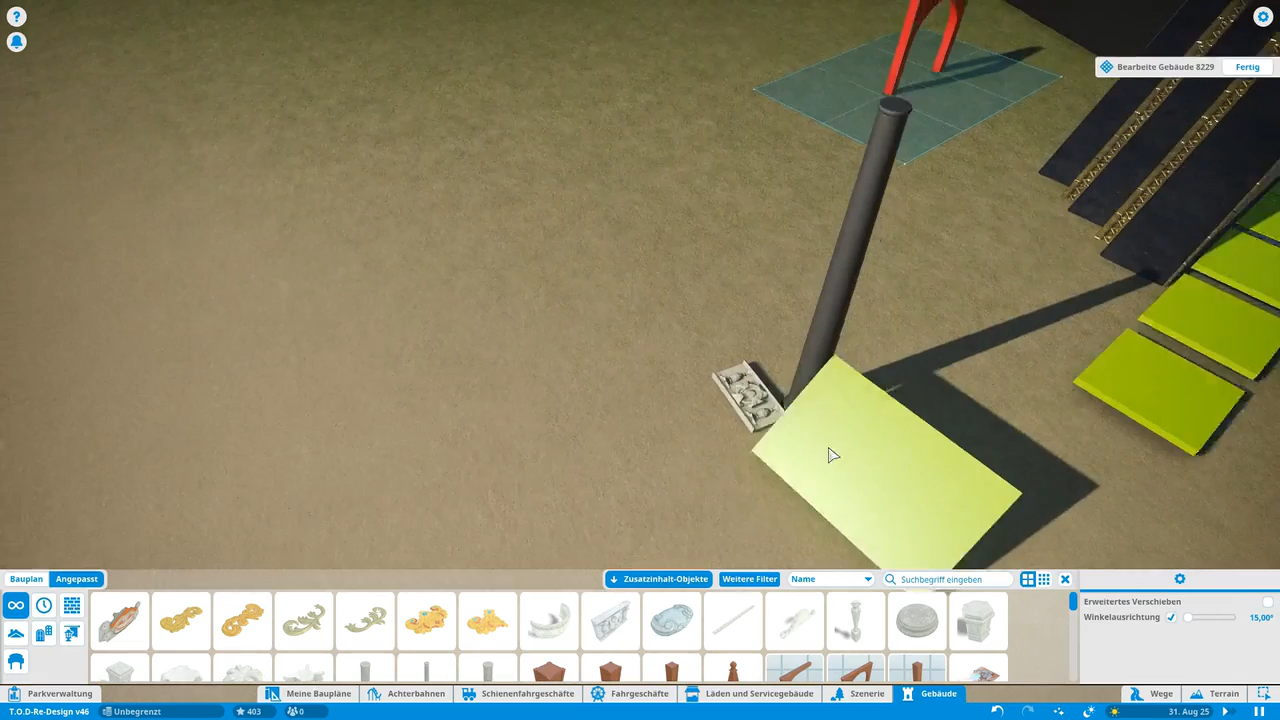 ?
Bearbeite Gebäude 8229 Fertig
Bauplan Angepasst Zusatzinhalt-Objekte Weitere Filter Name Suchbegriff eingeben
Erweitertes Verschieben
Winkelausrichtung 15,00°
Parkverwaltung Meine Baupläne Achterbahnen Schienenfahrgeschäfte Fahrgeschäfte Läden und Servicegebäude Szenerie Gebäude Wege Terrain
T.O.D-Re-Design v46 Unbegrenzt 403 0 31. Aug 25